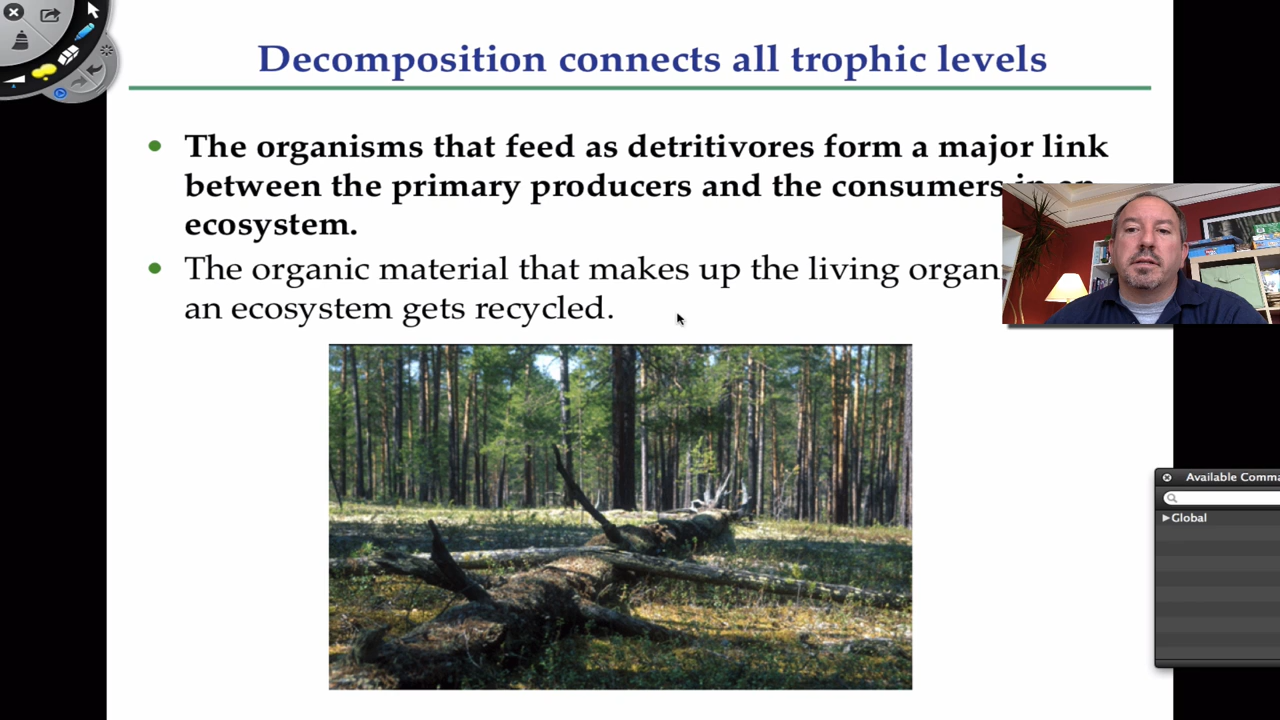 Decomposition connects all trophic levels
• The organisms that feed as detritivores form a major link
between the primary producers and the consumers in an
ecosystem.
• The organic material that makes up the living organ
an ecosystem gets recycled.
Available Comma
Global